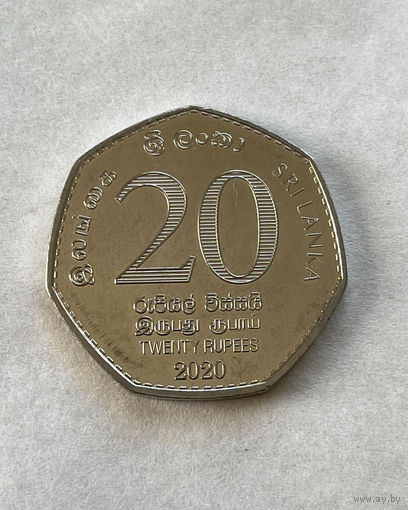 ශ්‍රී ලංකා
இலங்கை
SRI LANKA
20
රුපියල් විස්සයි
இருபது ரூபாய்
TWENTY RUPEES
2020
www.ay.by